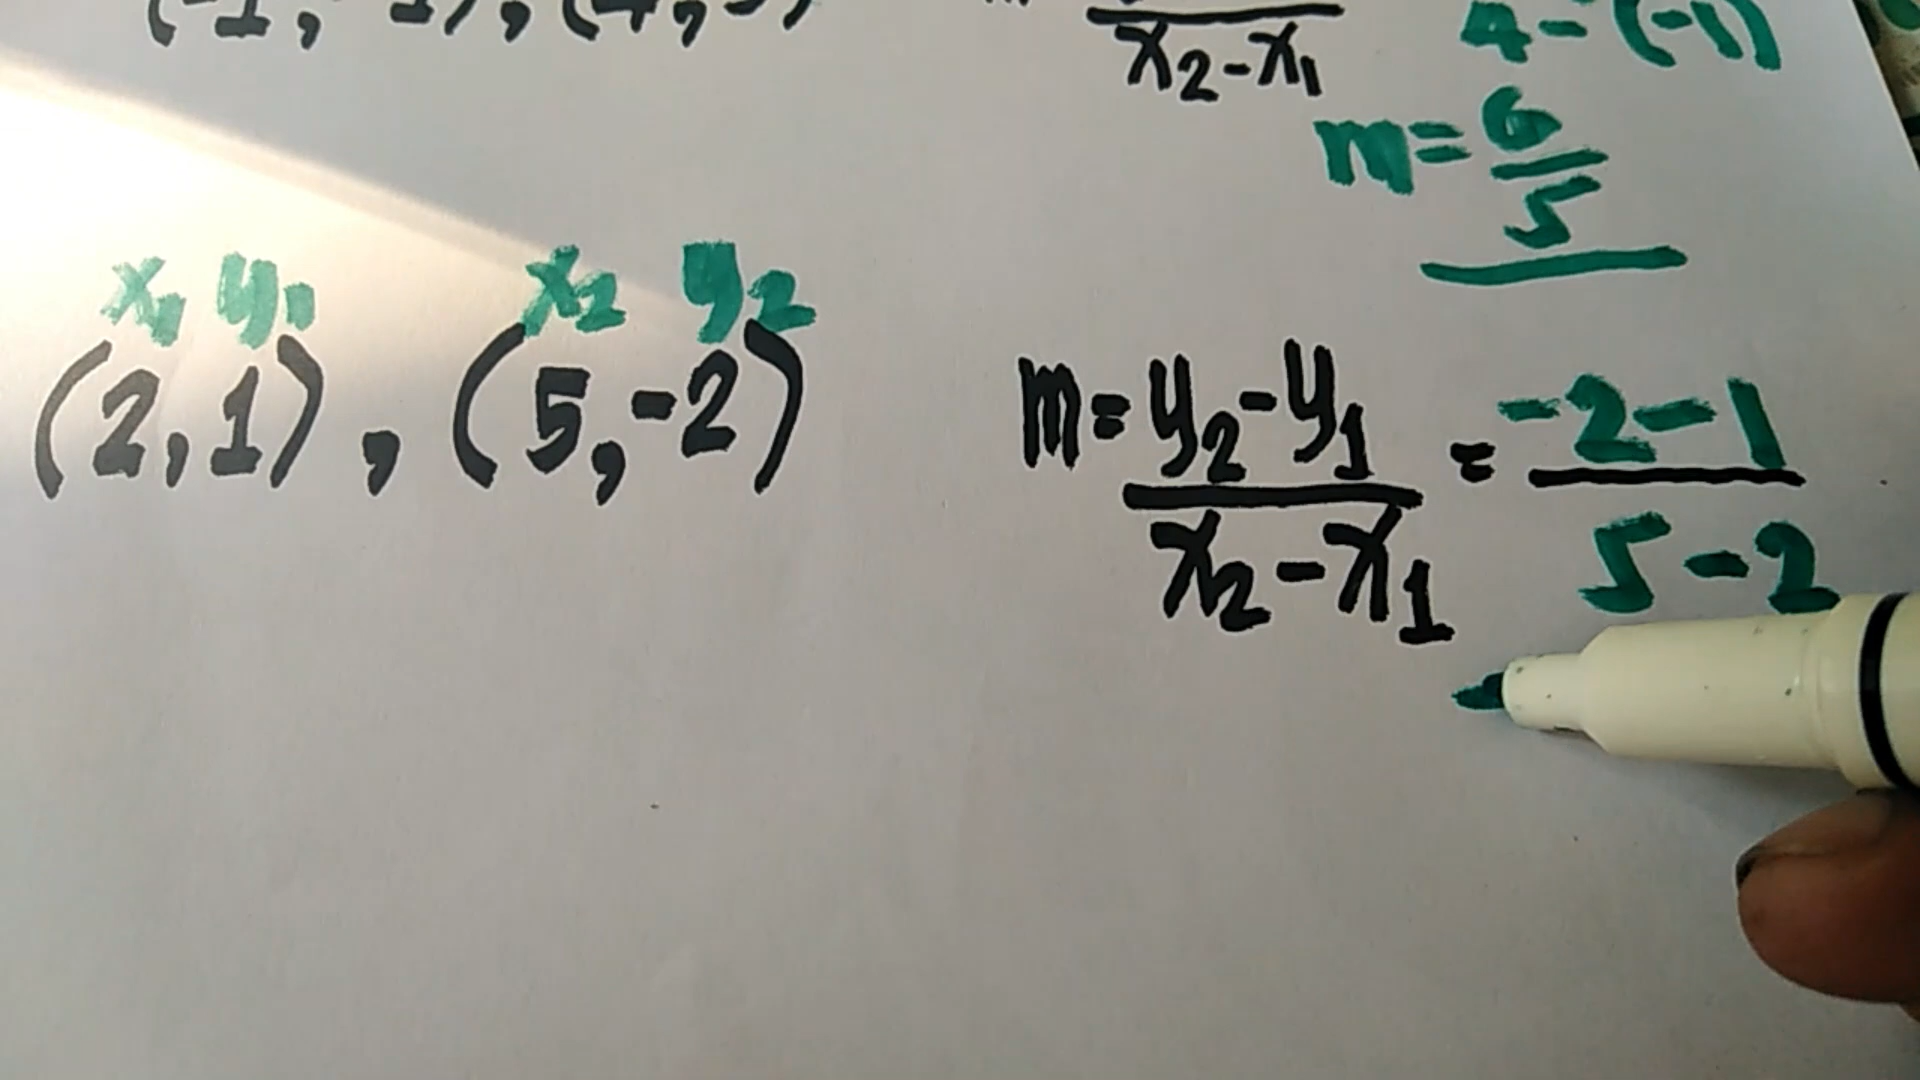 x2-x1
4-(-1)
m=6/5
x1 y1 x2 y2
(2,1), (5,-2)
m=y2-y1/x2-x1 = -2-1/5-2